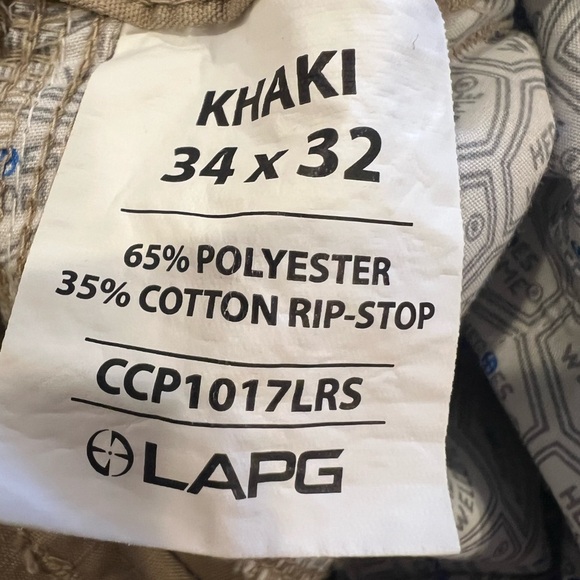 KHAKI
34 x 32
65% POLYESTER
35% COTTON RIP-STOP
CCP1017LRS
LAPG